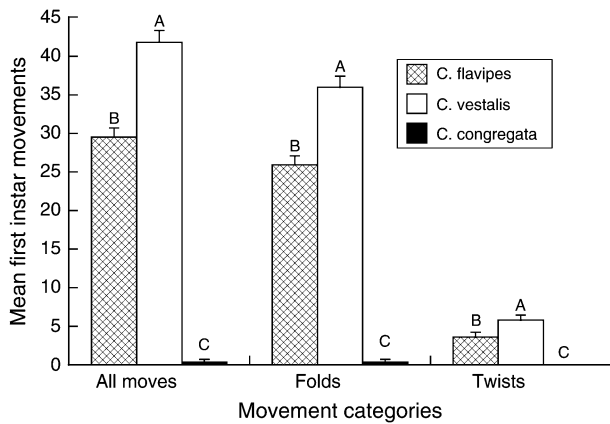 Mean first instar movements
45
40
35
30
25
20
15
10
5
0
B
A
C
B
A
C
B
A
C
C. flavipes
C. vestalis
C. congregata
All moves
Folds
Twists
Movement categories